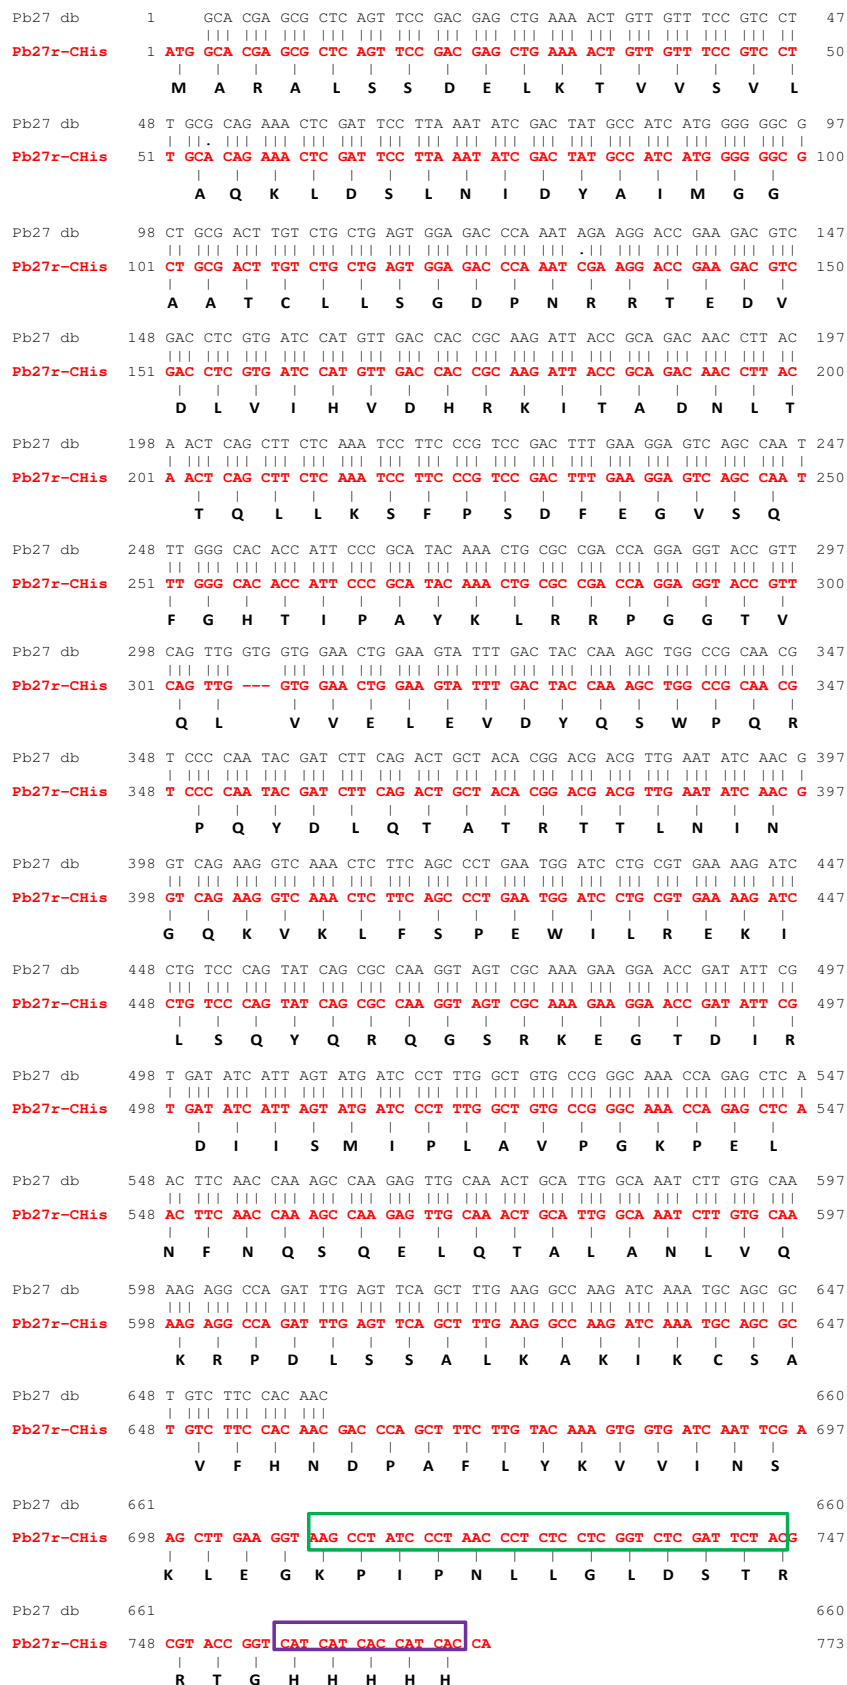 Pb27 db 1 GCA CGA GCG CTC AGT TCC GAC GAG CTG AAA ACT GTT GTT TCC GTC CT 47
Pb27r-CHis 1 ATG GCA CGA GCG CTC AGT TCC GAC GAG CTG AAA ACT GTT GTT TCC GTC CT 50
M A R A L S S D E L K T V V S V L
Pb27 db 48 T GCG CAG AAA CTC GAT TCC TTA AAT ATC GAC TAT GCC ATC ATG GGG GGC G 97
Pb27r-CHis 51 T GCA CAG AAA CTC GAT TCC TTA AAT ATC GAC TAT GCC ATC ATG GGG GGC G 100
A Q K L D S L N I D Y A I M G G
Pb27 db 98 CT GCG ACT TGT CTG CTG AGT GGA GAC CCA AAT AGA AGG ACC GAA GAC GTC 147
Pb27r-CHis 101 CT GCG ACT TGT CTG CTG AGT GGA GAC CCA AAT CGA AGG ACC GAA GAC GTC 150
A A T C L L S G D P N R R T E D V
Pb27 db 148 GAC CTC GTG ATC CAT GTT GAC CAC CGC AAG ATT ACC GCA GAC AAC CTT AC 197
Pb27r-CHis 151 GAC CTC GTG ATC CAT GTT GAC CAC CGC AAG ATT ACC GCA GAC AAC CTT AC 200
D L V I H V D H R K I T A D N L T
Pb27 db 198 A ACT CAG CTT CTC AAA TCC TTC CCG TCC GAC TTT GAA GGA GTC AGC CAA T 247
Pb27r-CHis 201 A ACT CAG CTT CTC AAA TCC TTC CCG TCC GAC TTT GAA GGA GTC AGC CAA T 250
T Q L L K S F P S D F E G V S Q
Pb27 db 248 TT GGG CAC ACC ATT CCC GCA TAC AAA CTG CGC CGA CCA GGA GGT ACC GTT 297
Pb27r-CHis 251 TT GGG CAC ACC ATT CCC GCA TAC AAA CTG CGC CGA CCA GGA GGT ACC GTT 300
F G H T I P A Y K L R R P G G T V
Pb27 db 298 CAG TTG GTG GTG GAA CTG GAA GTA TTT GAC TAC CAA AGC TGG CCG CAA CG 347
Pb27r-CHis 301 CAG TTG --- GTG GAA CTG GAA GTA TTT GAC TAC CAA AGC TGG CCG CAA CG 347
Q L V V E L E V D Y Q S W P Q R
Pb27 db 348 T CCC CAA TAC GAT CTT CAG ACT GCT ACA CGG ACG ACG TTG AAT ATC AAC G 397
Pb27r-CHis 348 T CCC CAA TAC GAT CTT CAG ACT GCT ACA CGG ACG ACG TTG AAT ATC AAC G 397
P Q Y D L Q T A T R T T L N I N
Pb27 db 398 GT CAG AAG GTC AAA CTC TTC AGC CCT GAA TGG ATC CTG CGT GAA AAG ATC 447
Pb27r-CHis 398 GT CAG AAG GTC AAA CTC TTC AGC CCT GAA TGG ATC CTG CGT GAA AAG ATC 447
G Q K V K L F S P E W I L R E K I
Pb27 db 448 CTG TCC CAG TAT CAG CGC CAA GGT AGT CGC AAA GAA GGA ACC GAT ATT CG 497
Pb27r-CHis 448 CTG TCC CAG TAT CAG CGC CAA GGT AGT CGC AAA GAA GGA ACC GAT ATT CG 497
L S Q Y Q R Q G S R K E G T D I R
Pb27 db 498 T GAT ATC ATT AGT ATG ATC CCT TTG GCT GTG CCG GGC AAA CCA GAG CTC A 547
Pb27r-CHis 498 T GAT ATC ATT AGT ATG ATC CCT TTG GCT GTG CCG GGC AAA CCA GAG CTC A 547
D I I S M I P L A V P G K P E L
Pb27 db 548 AC TTC AAC CAA AGC CAA GAG TTG CAA ACT GCA TTG GCA AAT CTT GTG CAA 597
Pb27r-CHis 548 AC TTC AAC CAA AGC CAA GAG TTG CAA ACT GCA TTG GCA AAT CTT GTG CAA 597
N F N Q S Q E L Q T A L A N L V Q
Pb27 db 598 AAG AGG CCA GAT TTG AGT TCA GCT TTG AAG GCC AAG ATC AAA TGC AGC GC 647
Pb27r-CHis 598 AAG AGG CCA GAT TTG AGT TCA GCT TTG AAG GCC AAG ATC AAA TGC AGC GC 647
K R P D L S S A L K A K I K C S A
Pb27 db 648 T GTC TTC CAC AAC 660
Pb27r-CHis 648 T GTC TTC CAC AAC GAC CCA GCT TTC TTG TAC AAA GTG GTG ATC AAT TCG A 697
V F H N D P A F L Y K V V I N S
Pb27 db 661 660
Pb27r-CHis 698 AG CTT GAA GGT AAG CCT ATC CCT AAC CCT CTC CTC GGT CTC GAT TCT ACG 747
K L E G K P I P N L L G L D S T R
Pb27 db 661 660
Pb27r-CHis 748 CGT ACC GGT CAT CAT CAC CAT CAC CA 773
R T G H H H H H